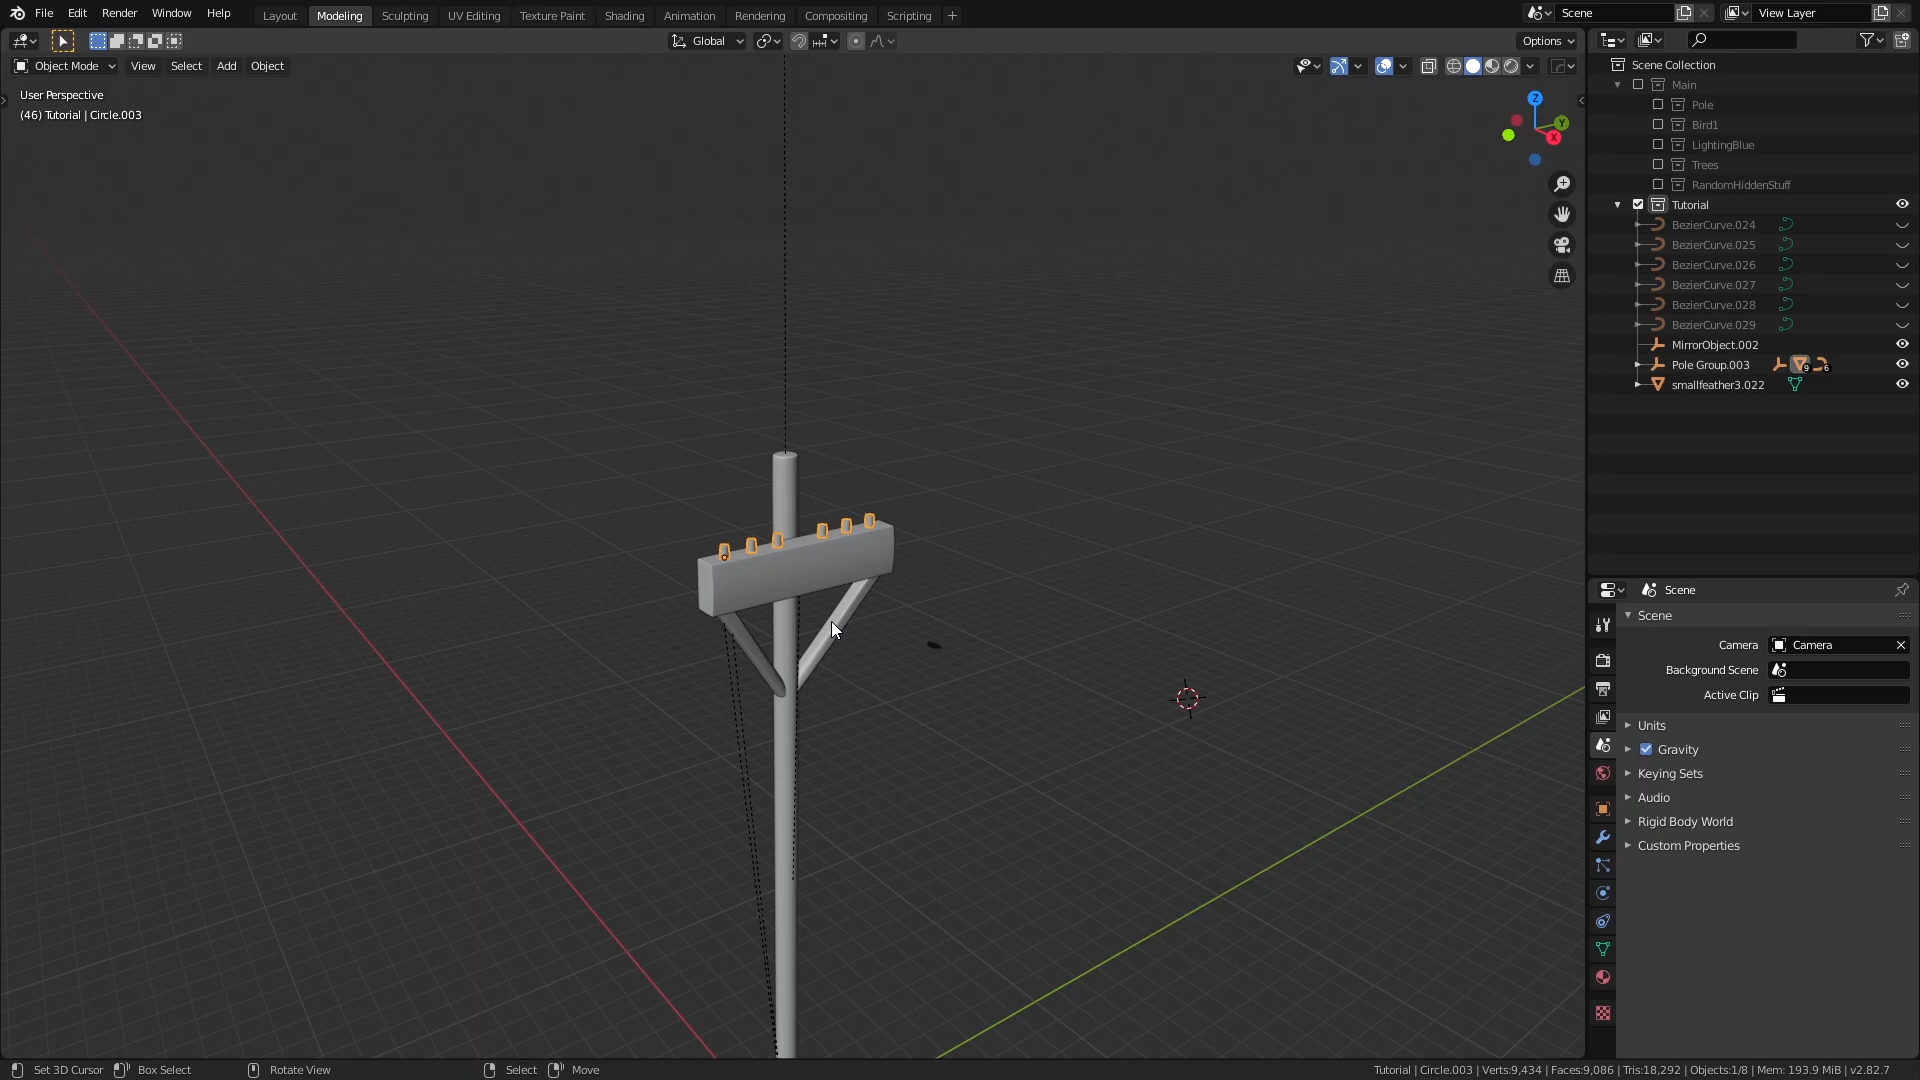 File Edit Render Window Help Layout Modeling Sculpting UV Editing Texture Paint Shading Animation Rendering Compositing Scripting + Scene View Layer
Global Options
Object Mode View Select Add Object
User Perspective
(46) Tutorial | Circle.003
Z
Y
X
Scene Collection
Main
Pole
Bird1
LightingBlue
Trees
RandomHiddenStuff
Tutorial
BezierCurve.024
BezierCurve.025
BezierCurve.026
BezierCurve.027
BezierCurve.028
BezierCurve.029
MirrorObject.002
Pole Group.003 9 6
smallfeather3.022
Scene
Scene
Camera Camera
Background Scene
Active Clip
Units
Gravity
Keying Sets
Audio
Rigid Body World
Custom Properties
Set 3D Cursor Box Select Rotate View Select Move Tutorial | Circle.003 | Verts:9,434 | Faces:9,086 | Tris:18,292 | Objects:1/8 | Mem: 193.9 MiB | v2.82.7